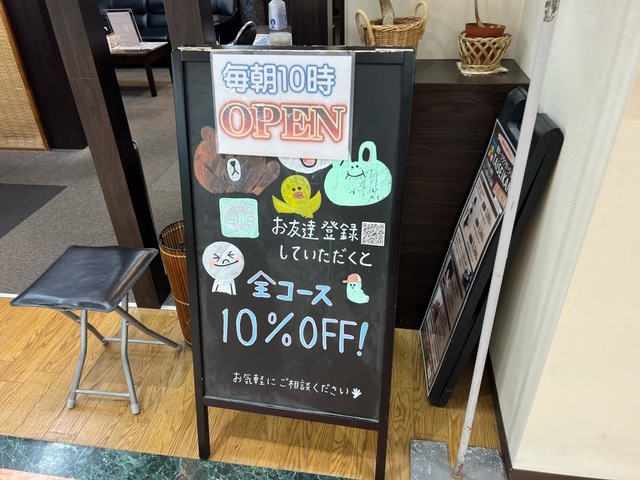 毎朝10時
OPEN
LINE
お友達登録
していただくと
全コース
10%OFF!
お気軽にご相談ください